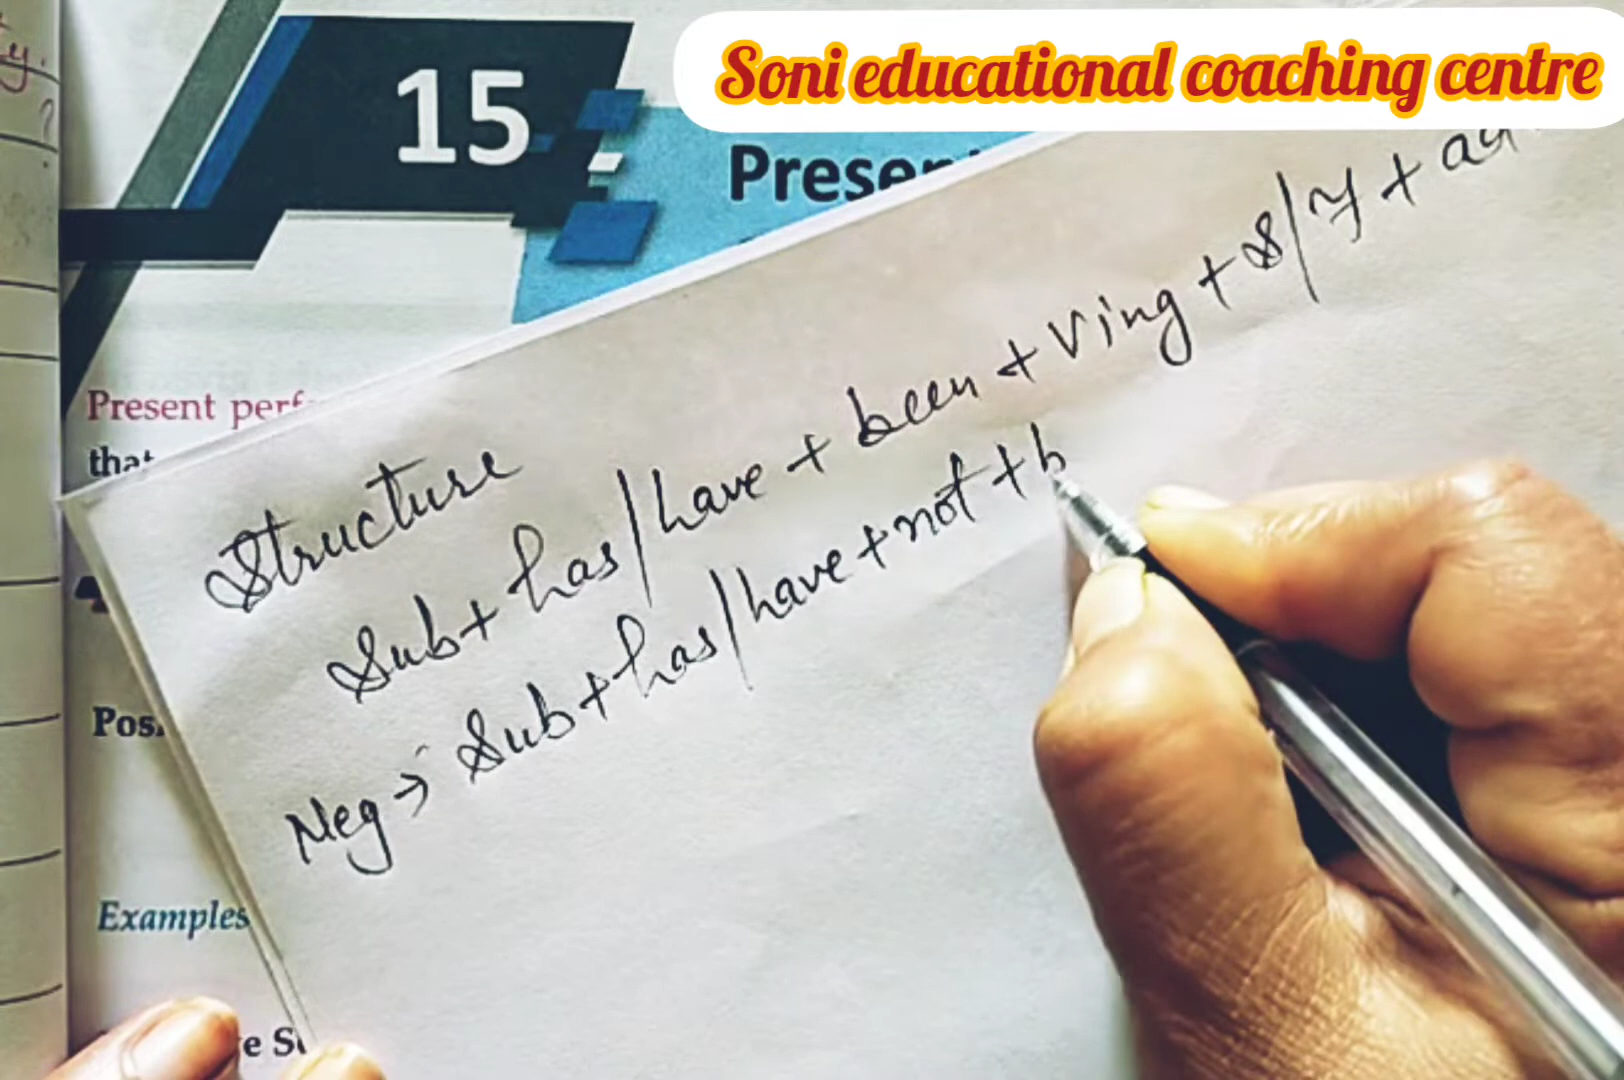 Soni educational coaching centre
15
Present
Present perf
that
Structure
Sub + has/have + been + Ving + s/f +
Neg → Sub + has/have + not + b
Pos
Examples
e S